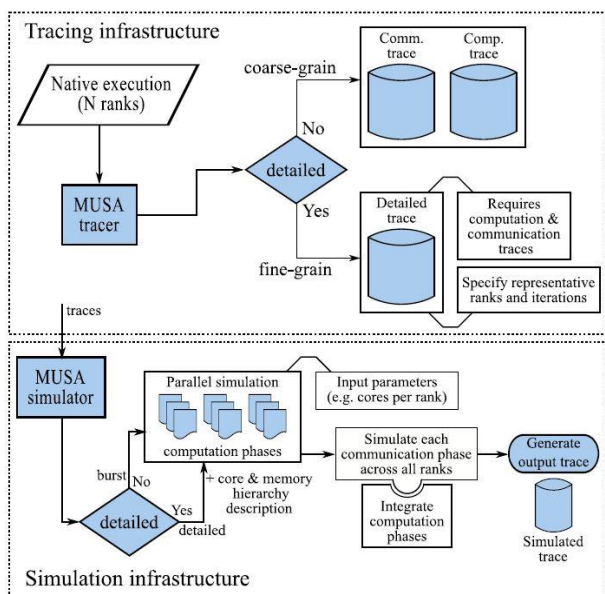 Tracing infrastructure
Native execution
(N ranks)
MUSA
tracer
detailed
No
Yes
coarse-grain
fine-grain
Comm.
trace
Comp.
trace
Detailed
trace
Requires
computation &
communication
traces
Specify representative
ranks and iterations
traces
MUSA
simulator
detailed
burst
No
Yes
detailed
Parallel simulation
computation phases
+ core & memory
hierarchy
description
Input parameters
(e.g. cores per rank)
Simulate each
communication phase
across all ranks
Integrate
computation
phases
Generate
output trace
Simulated
trace
Simulation infrastructure